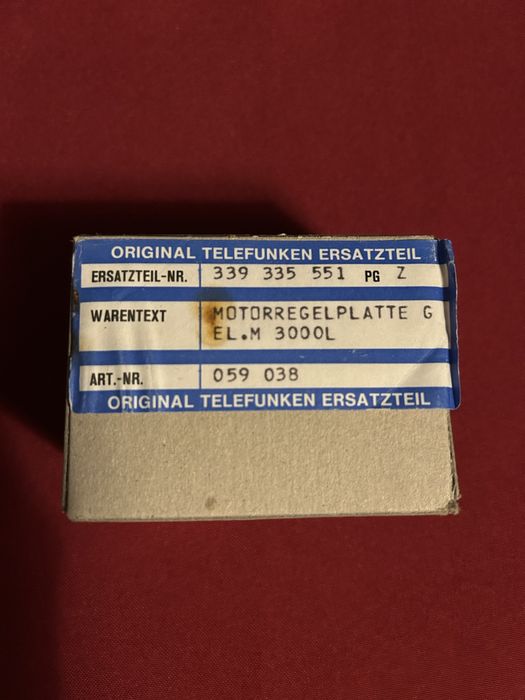 ORIGINAL TELEFUNKEN ERSATZTEIL
ERSATZTEIL-NR. 339 335 551 PG Z
WARENTEXT MOTORREGELPLATTE G
EL.M 3000L
ART.-NR. 059 038
ORIGINAL TELEFUNKEN ERSATZTEIL